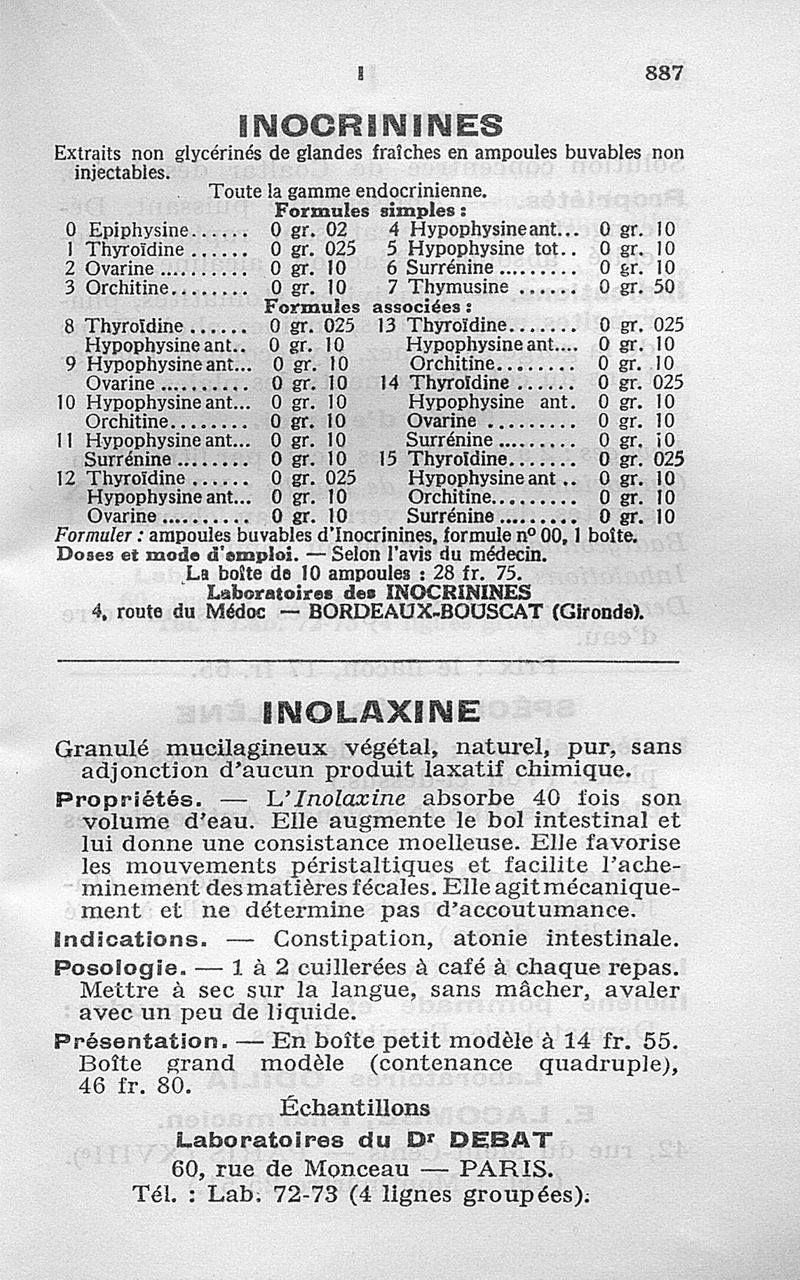 I 887
INOCRININES
Extraits non glycérinés de glandes fraîches en ampoules buvables non
injectables.
Toute la gamme endocrinienne.
Formules simples :
0 Epiphysine...... 0 gr. 02 4 Hypophysine ant... 0 gr. 10
1 Thyroïdine ...... 0 gr. 025 5 Hypophysine tot.. 0 gr. 10
2 Ovarine .......... 0 gr. 10 6 Surrénine ......... 0 gr. 10
3 Orchitine........ 0 gr. 10 7 Thymusine ...... 0 gr. 50
Formules associées :
8 Thyroïdine ...... 0 gr. 025 13 Thyroïdine....... 0 gr. 025
Hypophysine ant.. 0 gr. 10 Hypophysine ant.... 0 gr. 10
9 Hypophysine ant... 0 gr. 10 Orchitine........ 0 gr. 10
Ovarine .......... 0 gr. 10 14 Thyroïdine ...... 0 gr. 025
10 Hypophysine ant... 0 gr. 10 Hypophysine ant. 0 gr. 10
Orchitine........ 0 gr. 10 Ovarine ......... 0 gr. 10
11 Hypophysine ant... 0 gr. 10 Surrénine ......... 0 gr. 10
Surrénine ........ 0 gr. 10 15 Thyroïdine....... 0 gr. 025
12 Thyroïdine ...... 0 gr. 025 Hypophysine ant .. 0 gr. 10
Hypophysine ant... 0 gr. 10 Orchitine......... 0 gr. 10
Ovarine .......... 0 gr. 10 Surrénine ......... 0 gr. 10
Formuler : ampoules buvables d'Inocrinines, formule nº 00, 1 boîte.
Doses et mode d'emploi. — Selon l'avis du médecin.
La boîte de 10 ampoules : 28 fr. 75.
Laboratoires des INOCRININES
4, route du Médoc — BORDEAUX-BOUSCAT (Gironde).
INOLAXINE
Granulé mucilagineux végétal, naturel, pur, sans
adjonction d'aucun produit laxatif chimique.
Propriétés. — L'Inolaxine absorbe 40 fois son
volume d'eau. Elle augmente le bol intestinal et
lui donne une consistance moelleuse. Elle favorise
les mouvements péristaltiques et facilite l'ache-
minement des matières fécales. Elle agit mécanique-
ment et ne détermine pas d'accoutumance.
Indications. — Constipation, atonie intestinale.
Posologie. — 1 à 2 cuillerées à café à chaque repas.
Mettre à sec sur la langue, sans mâcher, avaler
avec un peu de liquide.
Présentation. — En boîte petit modèle à 14 fr. 55.
Boîte grand modèle (contenance quadruple),
46 fr. 80.
Échantillons
Laboratoires du Dr DEBAT
60, rue de Monceau — PARIS.
Tél. : Lab. 72-73 (4 lignes groupées).